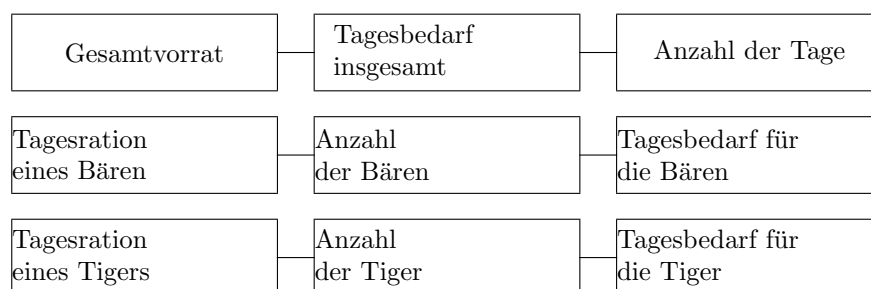 Gesamtvorrat
Tagesbedarf
insgesamt
Anzahl der Tage
Tagesration
eines Bären
Anzahl
der Bären
Tagesbedarf für
die Bären
Tagesration
eines Tigers
Anzahl
der Tiger
Tagesbedarf für
die Tiger